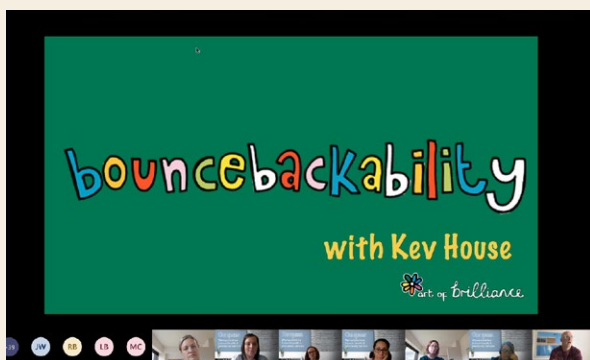 bouncebackability
with Kev House
art of brilliance
JW
RB
LB
MC